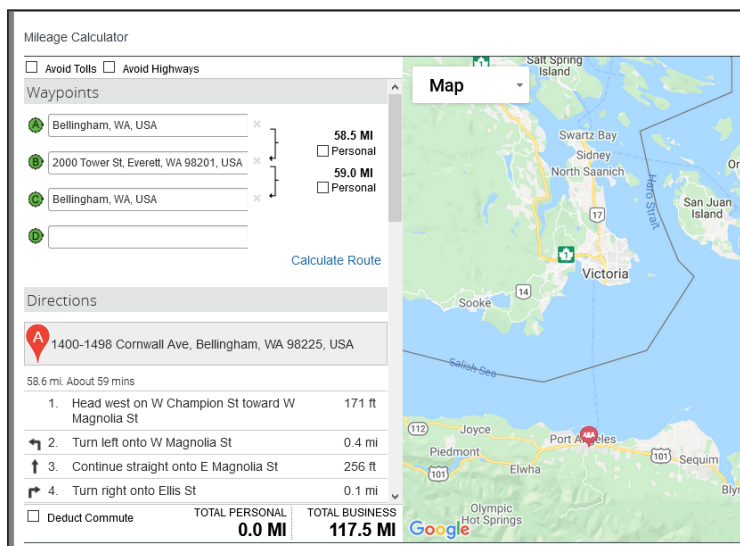 Mileage Calculator
Avoid Tolls
Avoid Highways
Waypoints
A
Bellingham, WA, USA
58.5 MI
Personal
B
2000 Tower St, Everett, WA 98201, USA
59.0 MI
Personal
C
Bellingham, WA, USA
D
Calculate Route
Directions
A
1400-1498 Cornwall Ave, Bellingham, WA 98225, USA
58.6 mi. About 59 mins
1. Head west on W Champion St toward W
Magnolia St
171 ft
2. Turn left onto W Magnolia St
0.4 mi
3. Continue straight onto E Magnolia St
256 ft
4. Turn right onto Ellis St
0.1 mi
Deduct Commute
TOTAL PERSONAL
0.0 MI
TOTAL BUSINESS
117.5 MI
Map
1
Salt Spring
Island
Swartz Bay
Sidney
North Saanich
Haro Strait
San Juan
Island
17
1
Victoria
14
Sooke
Salish Sea
112
Joyce
Port Angeles
Piedmont
101
Elwha
101
Sequim
Olympic
Hot Springs
Google